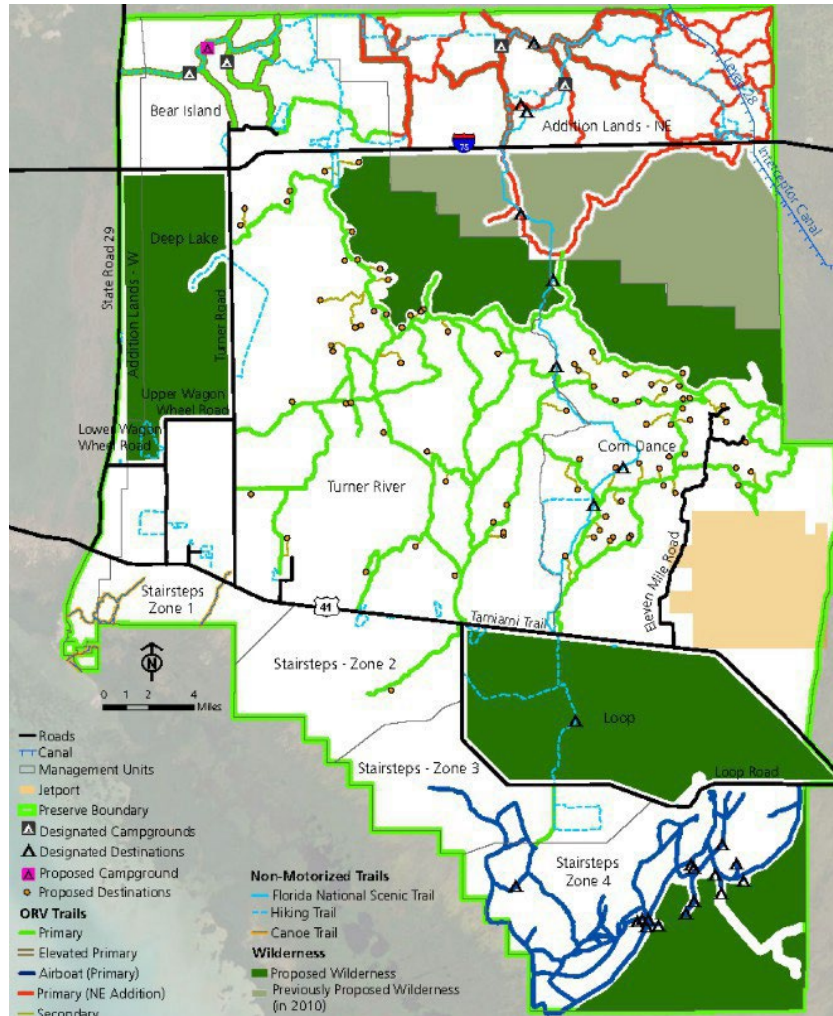 Bear Island
Addition Lands - NE
Level 28
Interceptor Canal
75
State Road 29
Addition Lands - W
Deep Lake
Turner Road
Upper Wagon
Wheel Road
Lower Wagon
Wheel Road
Turner River
Corn Dance
Eleven Mile Road
Stairsteps
Zone 1
41
Tamiami Trail
N
Stairsteps - Zone 2
0 1 2 4
Miles
Loop
Stairsteps - Zone 3
Loop Road
Stairsteps
Zone 4
Roads
Canal
Management Units
Jetport
Preserve Boundary
Designated Campgrounds
Designated Destinations
Proposed Campground
Proposed Destinations
ORV Trails
Primary
Elevated Primary
Airboat (Primary)
Primary (NE Addition)
Secondary
Non-Motorized Trails
Florida National Scenic Trail
Hiking Trail
Canoe Trail
Wilderness
Proposed Wilderness
Previously Proposed Wilderness
(in 2010)